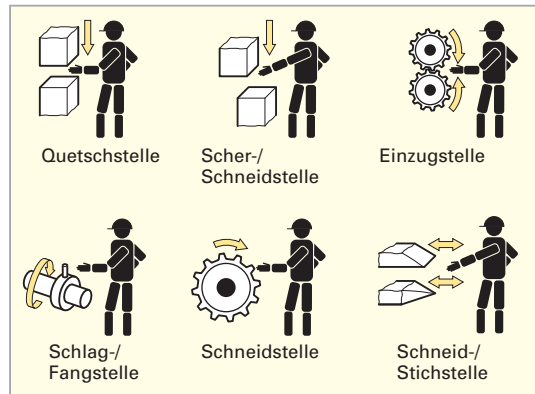 Quetschstelle
Scher-/
Schneidstelle
Einzugstelle
Schlag-/
Fangstelle
Schneidstelle
Schneid-/
Stichstelle